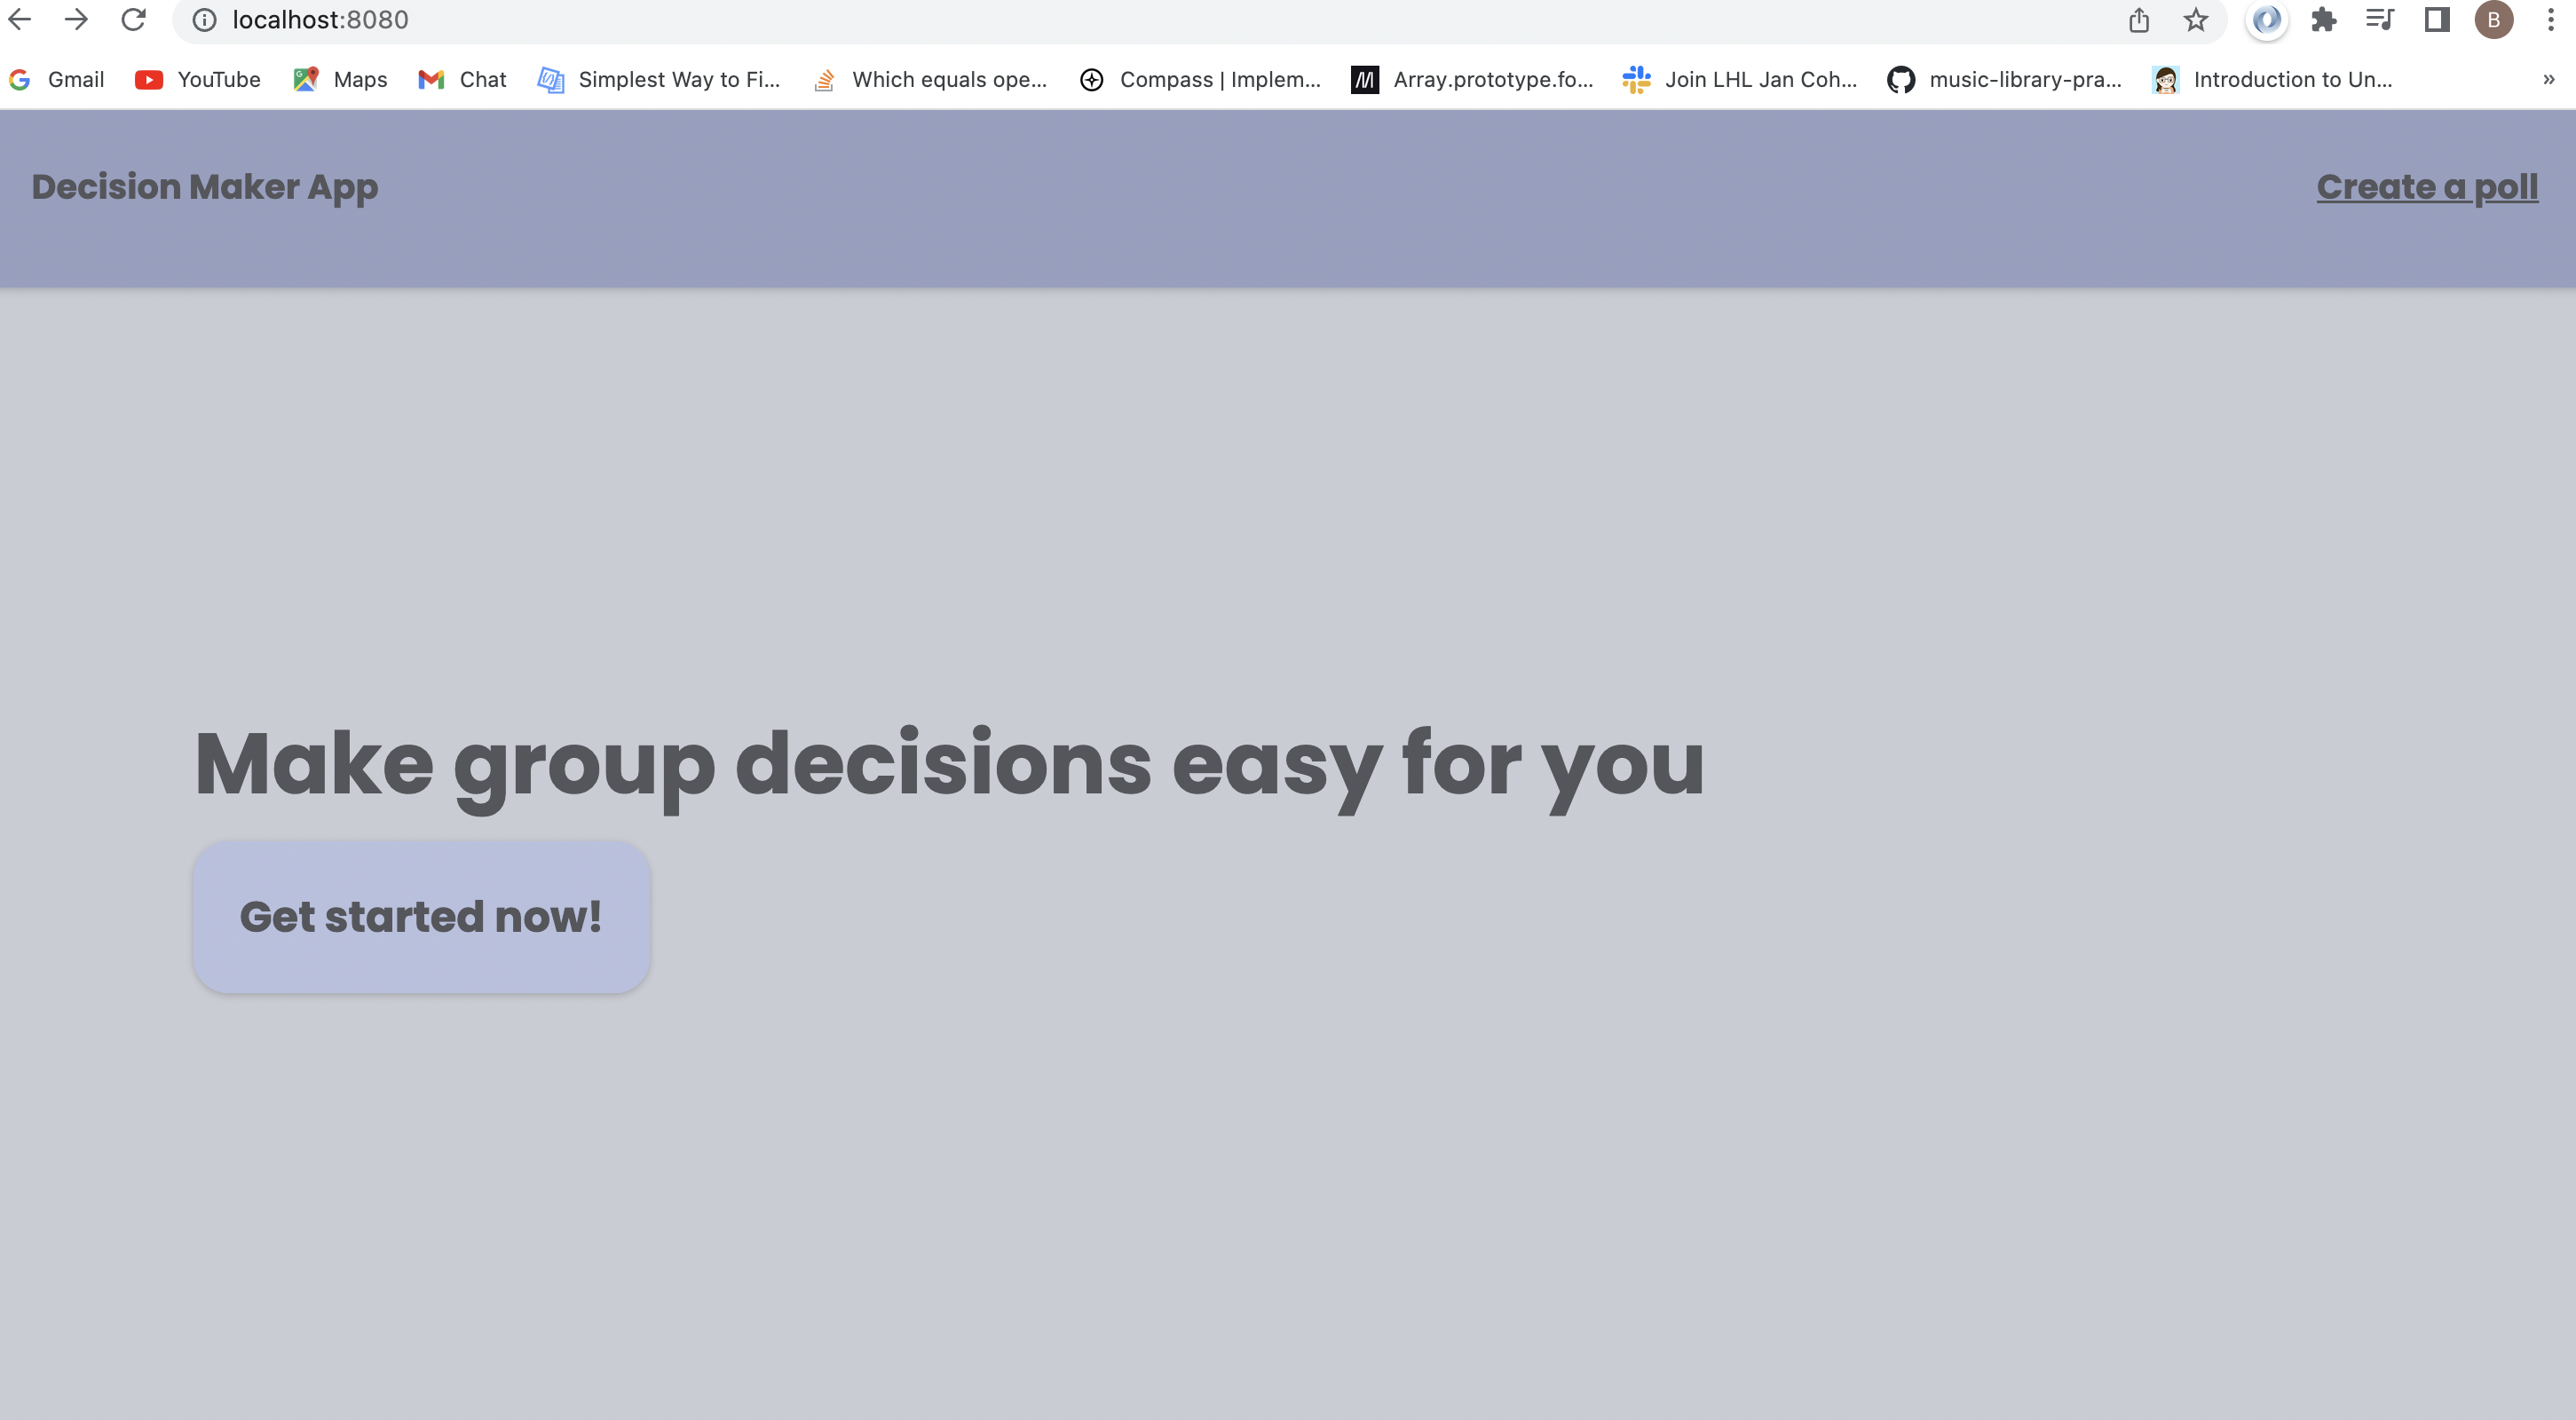 localhost:8080
B
Gmail YouTube Maps Chat Simplest Way to Fi... Which equals ope... Compass | Implem... Array.prototype.fo... Join LHL Jan Coh... music-library-pra... Introduction to Un... »
Decision Maker App Create a poll
Make group decisions easy for you
Get started now!